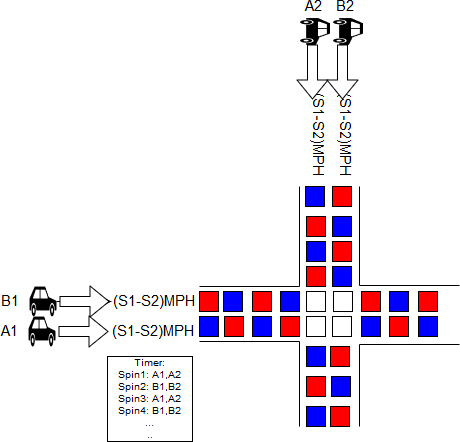 A2 B2
(S1-S2)MPH
(S1-S2)MPH
B1 (S1-S2)MPH
A1 (S1-S2)MPH
Timer:
Spin1: A1,A2
Spin2: B1,B2
Spin3: A1,A2
Spin4: B1,B2
...
..